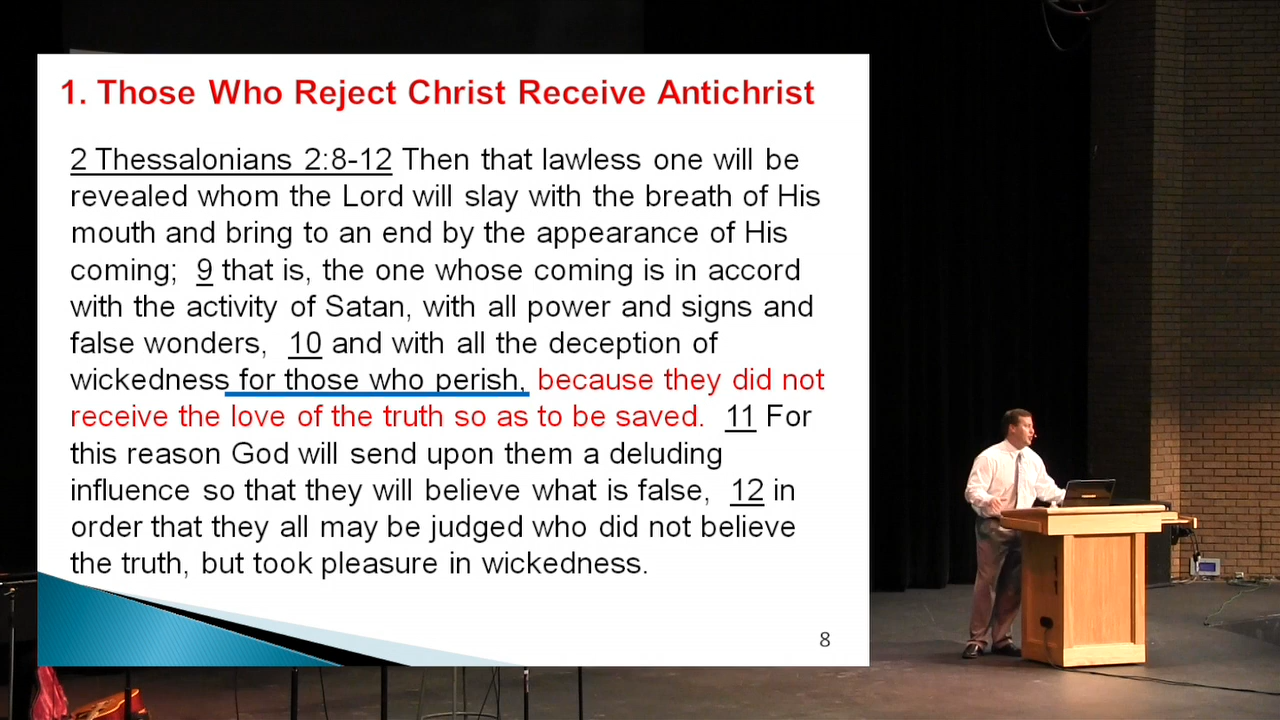 1. Those Who Reject Christ Receive Antichrist
2 Thessalonians 2:8-12 Then that lawless one will be
revealed whom the Lord will slay with the breath of His
mouth and bring to an end by the appearance of His
coming; 9 that is, the one whose coming is in accord
with the activity of Satan, with all power and signs and
false wonders, 10 and with all the deception of
wickedness for those who perish, because they did not
receive the love of the truth so as to be saved. 11 For
this reason God will send upon them a deluding
influence so that they will believe what is false, 12 in
order that they all may be judged who did not believe
the truth, but took pleasure in wickedness.
8